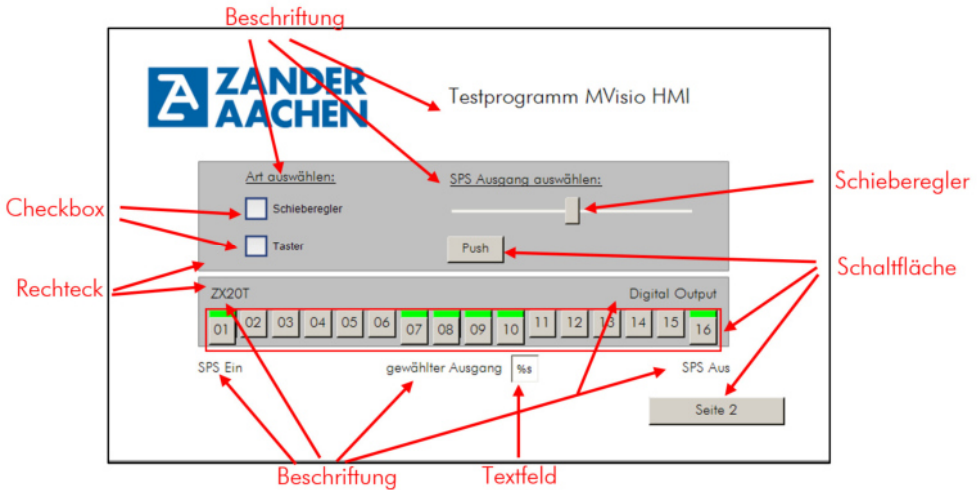 Beschriftung
ZANDER
AACHEN
Testprogramm MVisio HMI
Art auswählen:
SPS Ausgang auswählen:
Schieberegler
Checkbox
Schieberegler
Taster
Push
Schaltfläche
Rechteck
ZX20T
Digital Output
01 02 03 04 05 06 07 08 09 10 11 12 13 14 15 16
SPS Ein
gewählter Ausgang %s
SPS Aus
Seite 2
Beschriftung
Textfeld